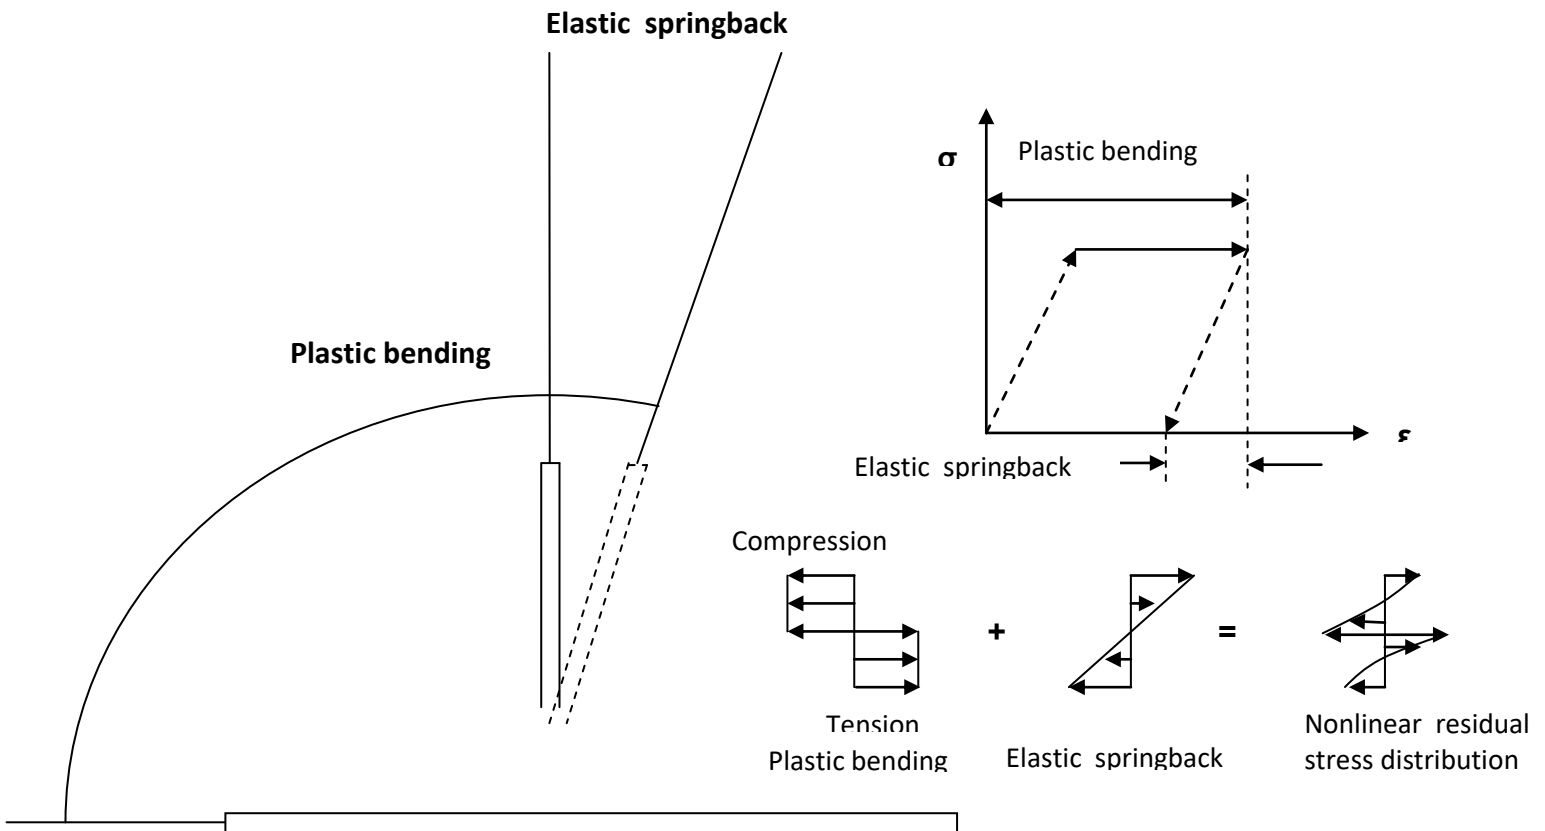 Elastic springback
Plastic bending
σ
Plastic bending
ε
Elastic springback
Compression
+
=
Tension
Plastic bending
Elastic springback
Nonlinear residual
stress distribution